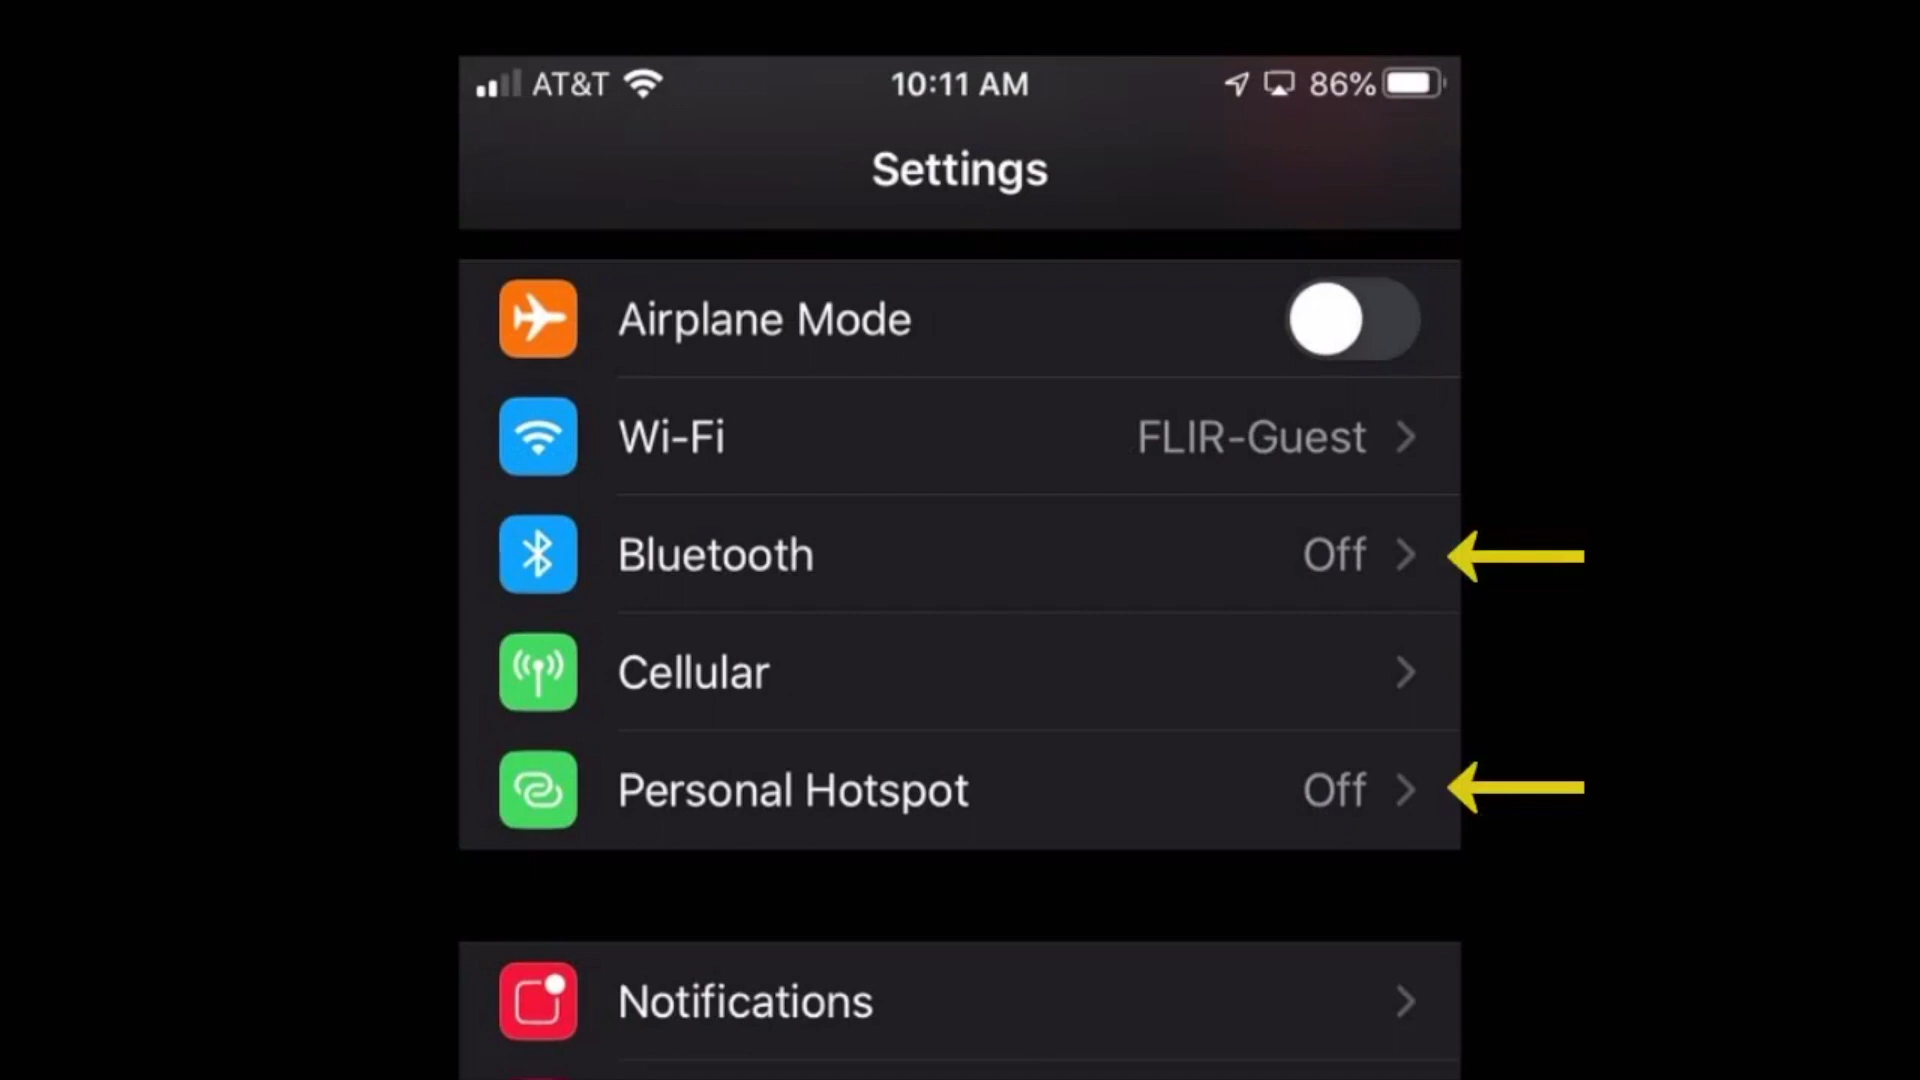 AT&T 10:11 AM 86%
Settings
Airplane Mode
Wi-Fi FLIR-Guest
Bluetooth Off
Cellular
Personal Hotspot Off
Notifications